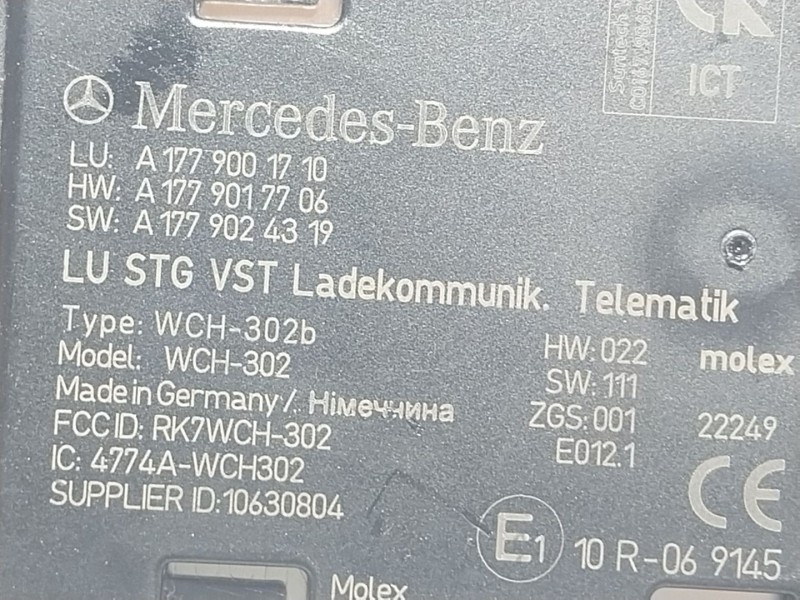 ICT
Mercedes-Benz
LU: A 177 900 17 10
HW: A 177 901 77 06
SW: A 177 902 43 19
LU STG VST Ladekommunik. Telematik
Type: WCH-302b
Model: WCH-302
Made in Germany/ Німеччина
FCC ID: RK7WCH-302
IC: 4774A-WCH302
SUPPLIER ID:10630804
HW:022
SW:111
ZGS:001
E012.1
molex
22249
CE
E1 10 R-06 9145
Molex